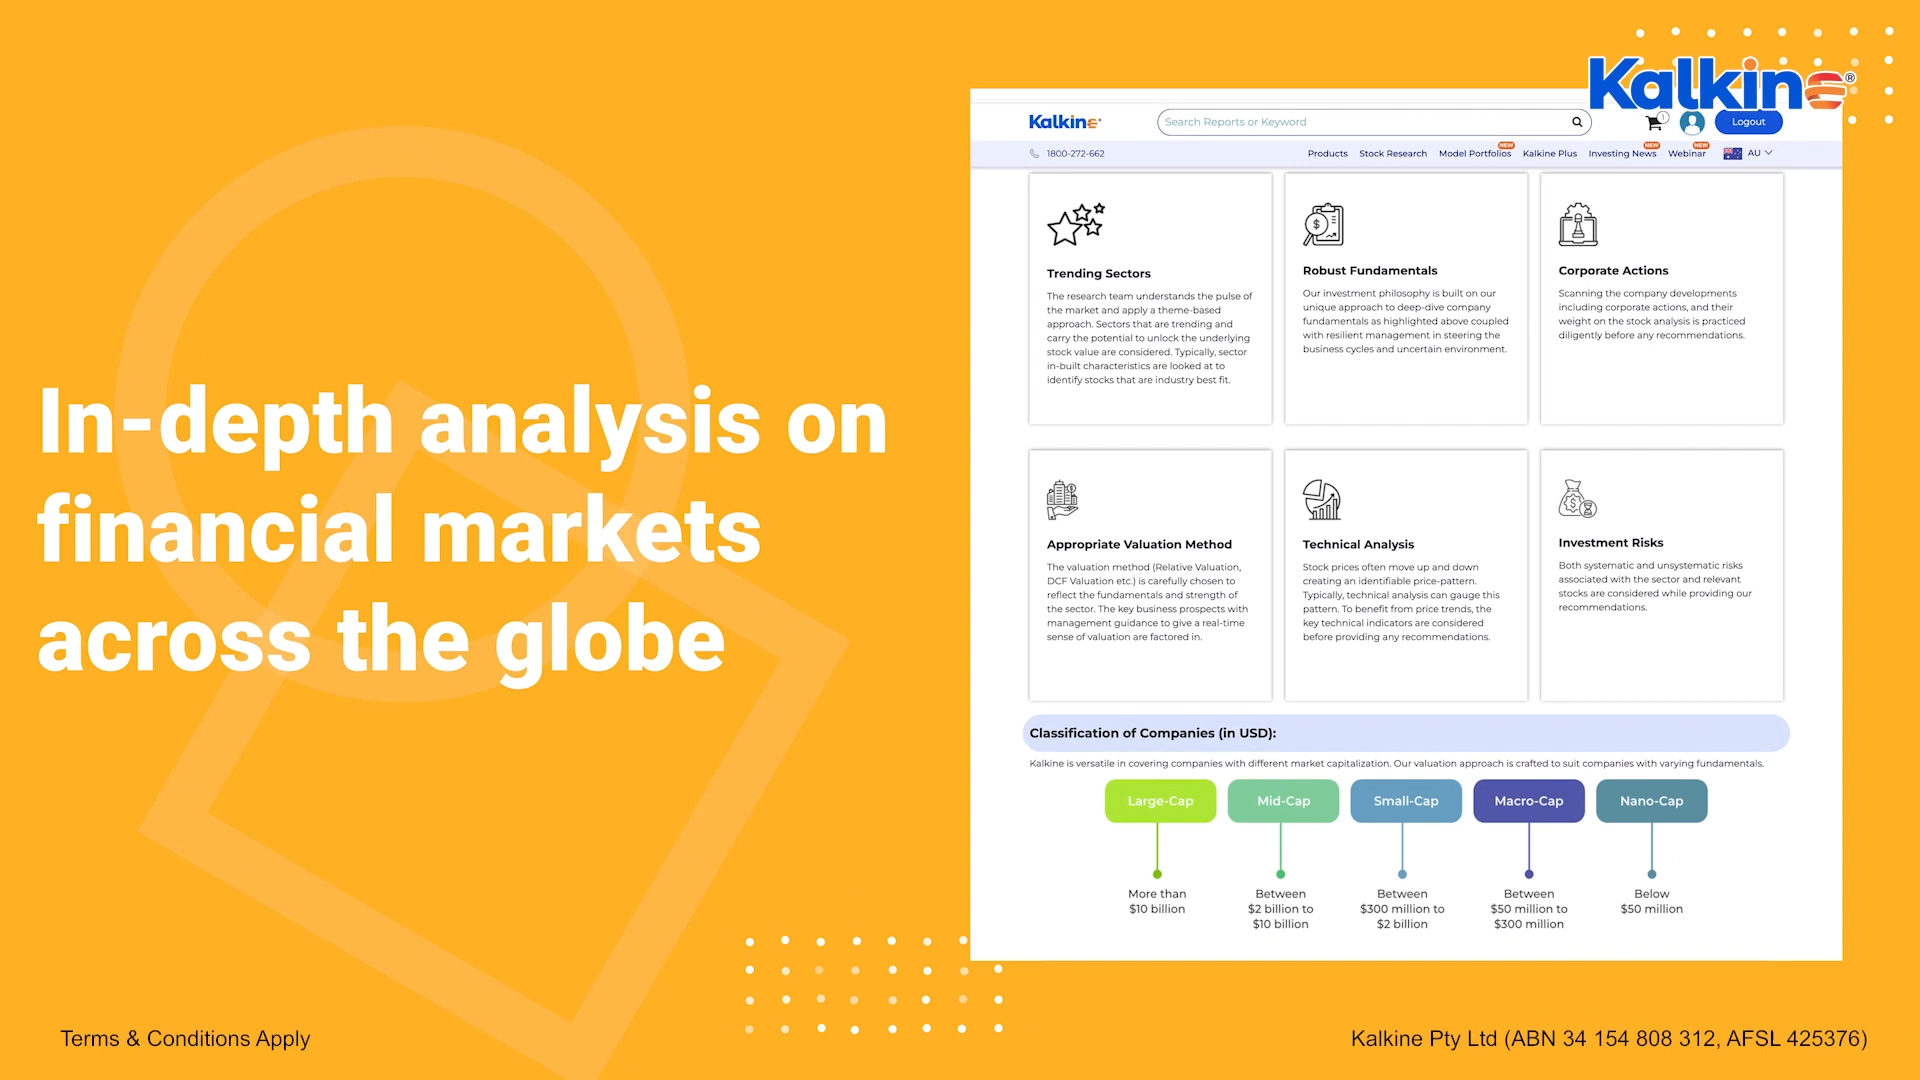 In-depth analysis on
financial markets
across the globe
Kalkine®
Kalkine
Search Reports or Keyword
1
Logout
1800-272-662
Products
Stock Research
Model Portfolios
NEW
Kalkine Plus
Investing News
NEW
Webinar
NEW
AU
Trending Sectors
The research team understands the pulse of
the market and apply a theme-based
approach. Sectors that are trending and
carry the potential to unlock the underlying
stock value are considered. Typically, sector
in-built characteristics are looked at to
identify stocks that are industry best fit.
Robust Fundamentals
Our investment philosophy is built on our
unique approach to deep-dive company
fundamentals as highlighted above coupled
with resilient management in steering the
business cycles and uncertain environment.
Corporate Actions
Scanning the company developments
including corporate actions, and their
weight on the stock analysis is practiced
diligently before any recommendations.
Appropriate Valuation Method
The valuation method (Relative Valuation,
DCF Valuation etc.) is carefully chosen to
reflect the fundamentals and strength of
the sector. The key business prospects with
management guidance to give a real-time
sense of valuation are factored in.
Technical Analysis
Stock prices often move up and down
creating an identifiable price-pattern.
Typically, technical analysis can gauge this
pattern. To benefit from price trends, the
key technical indicators are considered
before providing any recommendations.
Investment Risks
Both systematic and unsystematic risks
associated with the sector and relevant
stocks are considered while providing our
recommendations.
Classification of Companies (in USD):
Kalkine is versatile in covering companies with different market capitalization. Our valuation approach is crafted to suit companies with varying fundamentals.
Large-Cap
More than
$10 billion
Mid-Cap
Between
$2 billion to
$10 billion
Small-Cap
Between
$300 million to
$2 billion
Macro-Cap
Between
$50 million to
$300 million
Nano-Cap
Below
$50 million
Terms & Conditions Apply
Kalkine Pty Ltd (ABN 34 154 808 312, AFSL 425376)